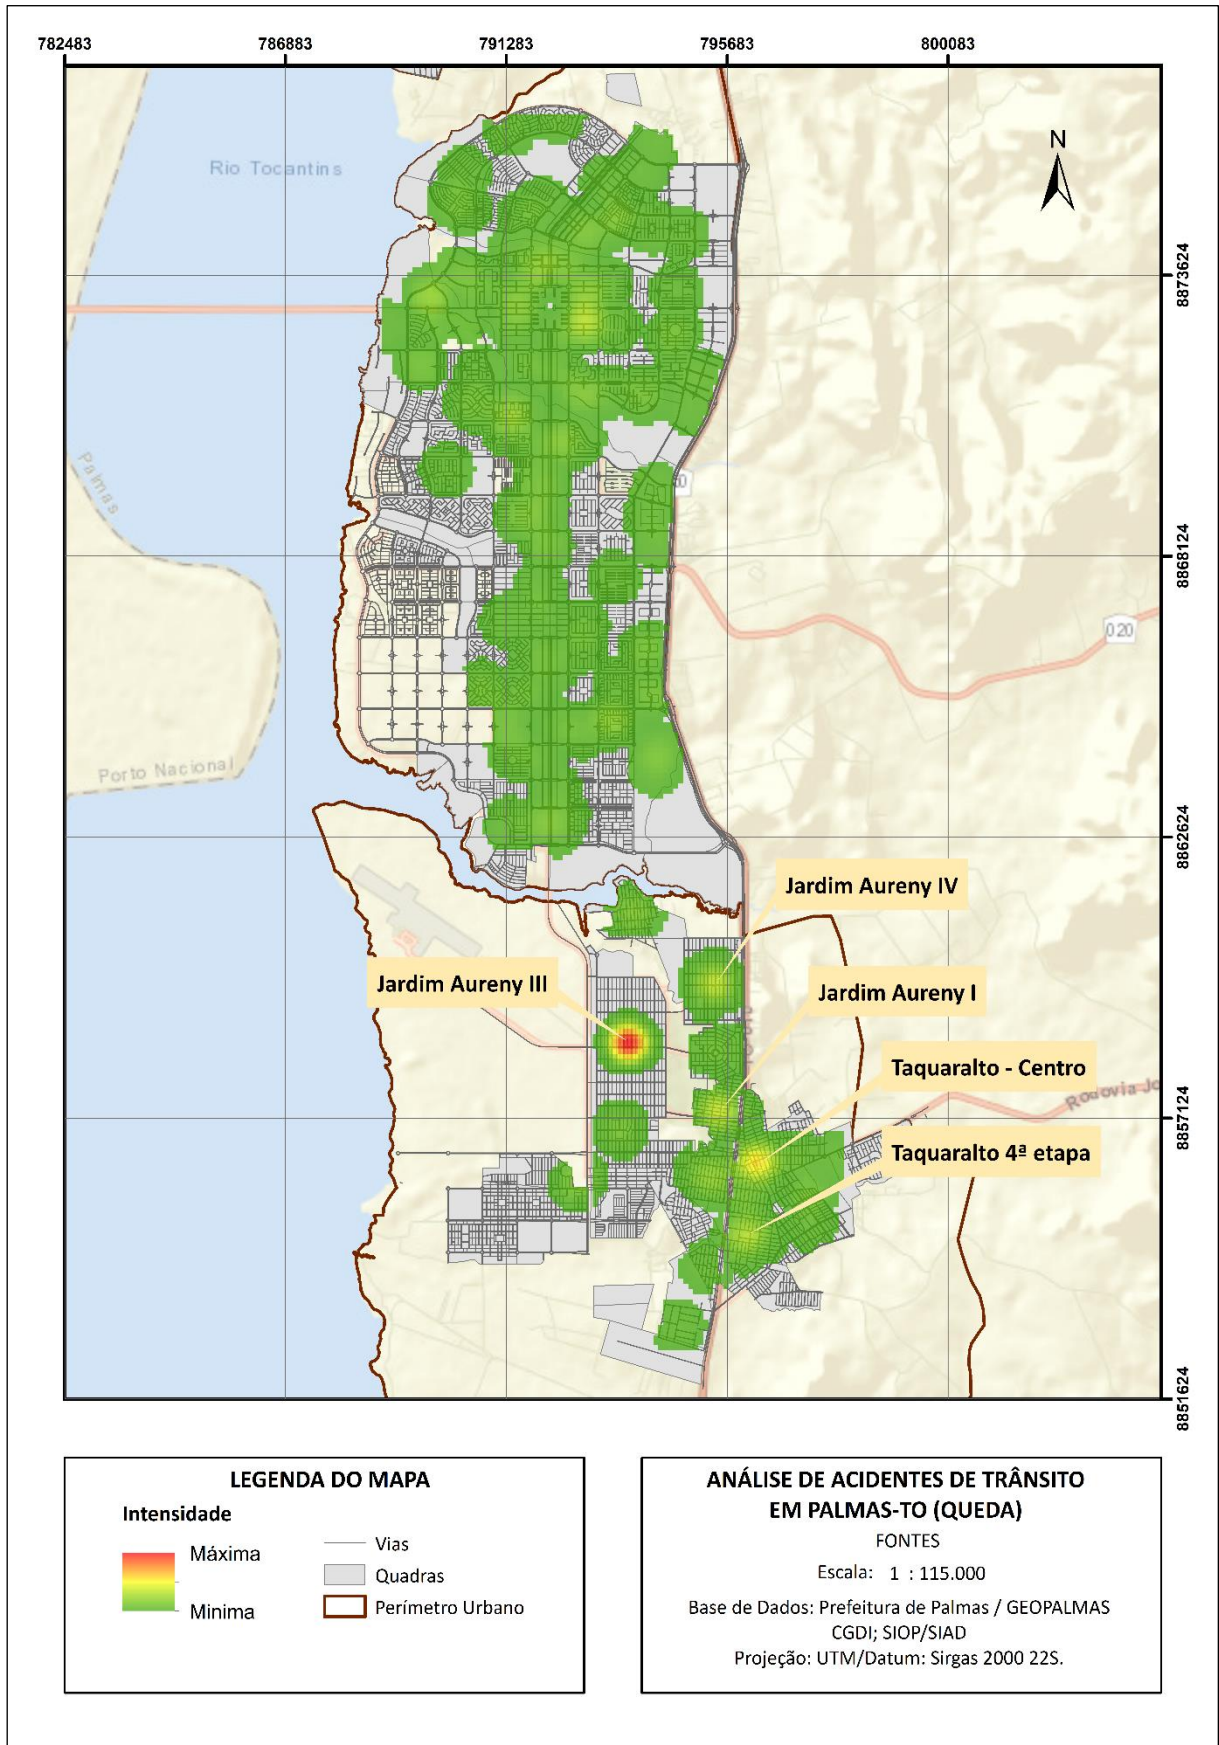 782483 786883 791283 795683 800083
N
Rio Tocantins
8873624
Palmas
8868124
020
Porto Nacional
8862624
Jardim Aureny IV
Jardim Aureny III
Jardim Aureny I
Taquaralto - Centro
Rodovia Jo
8857124
Taquaralto 4ª etapa
8851624
LEGENDA DO MAPA
Intensidade
Máxima
Minima
Vias
Quadras
Perímetro Urbano
ANÁLISE DE ACIDENTES DE TRÂNSITO
EM PALMAS-TO (QUEDA)
FONTES
Escala: 1 : 115.000
Base de Dados: Prefeitura de Palmas / GEOPALMAS
CGDI; SIOP/SIAD
Projeção: UTM/Datum: Sirgas 2000 22S.